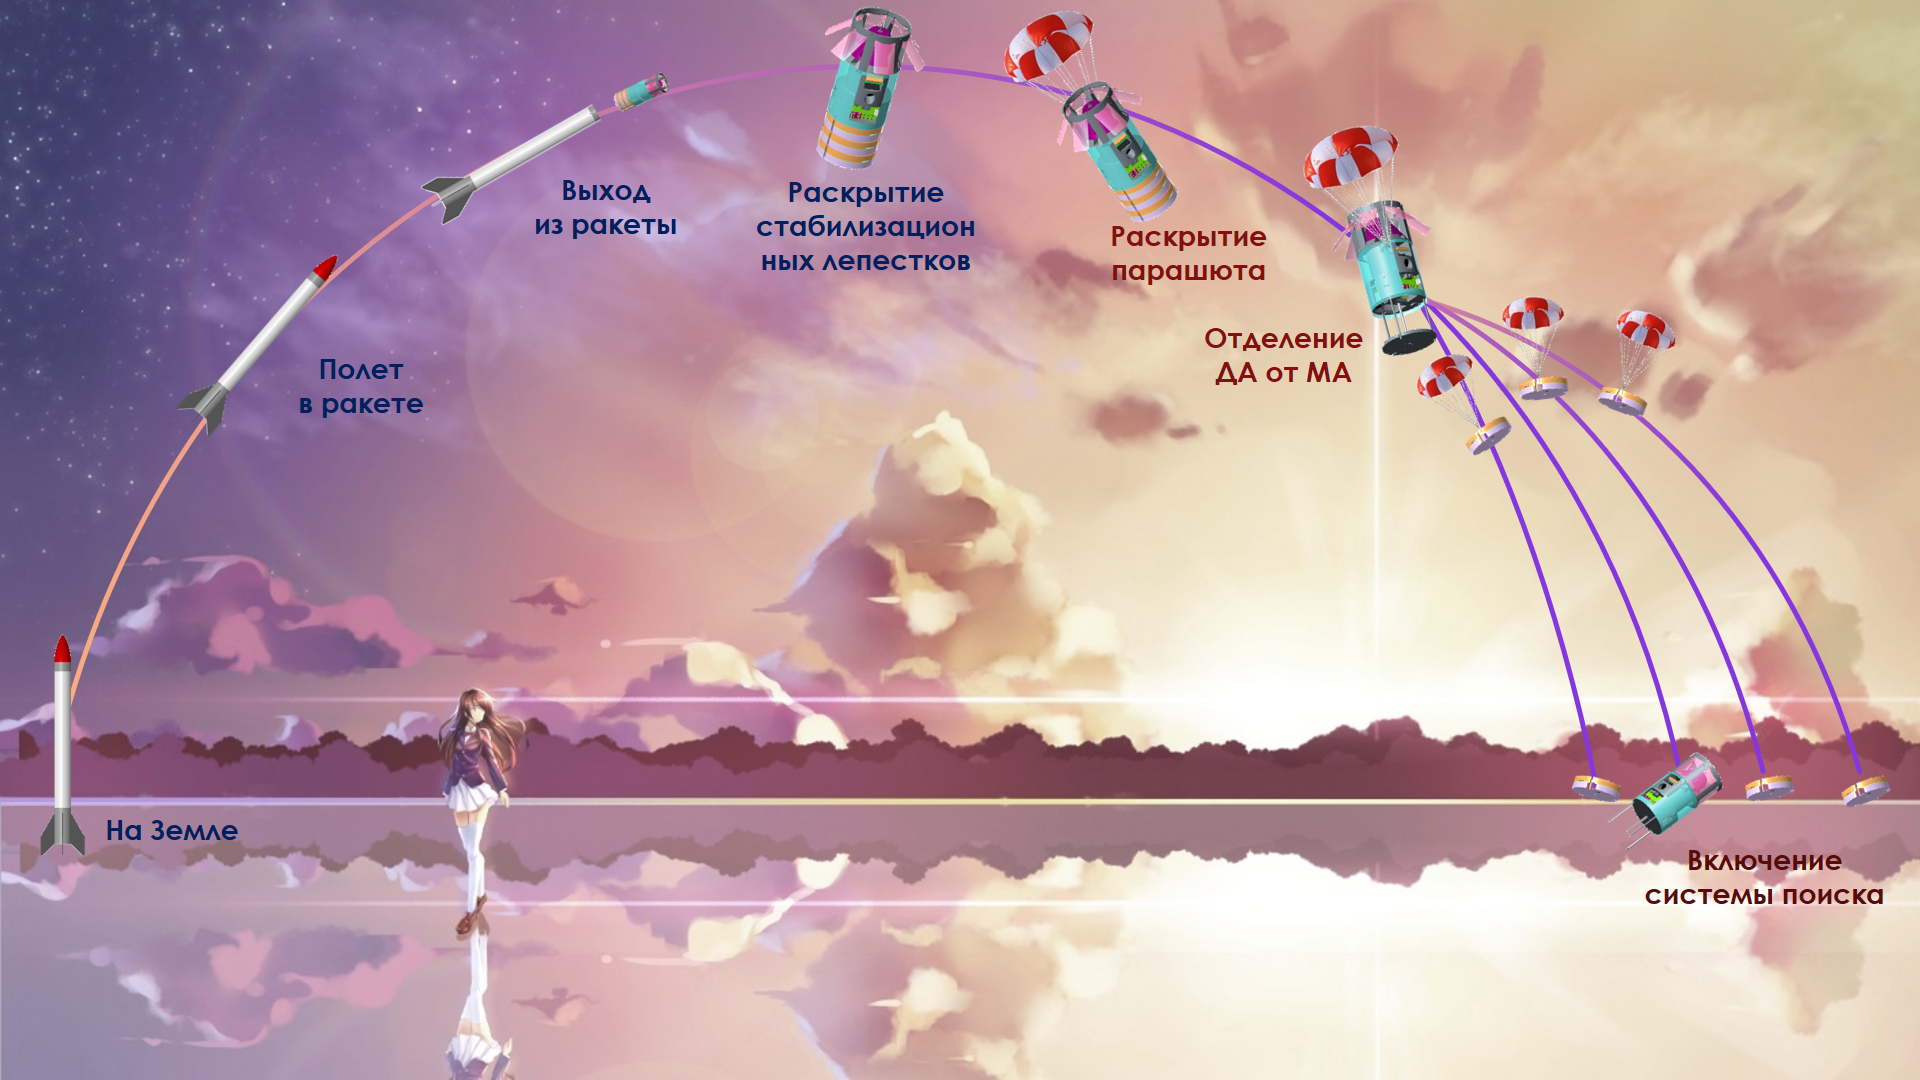 На Земле
Полет
в ракете
Выход
из ракеты
Раскрытие
стабилизацион
ных лепестков
Раскрытие
парашюта
Отделение
ДА от МА
Включение
системы поиска